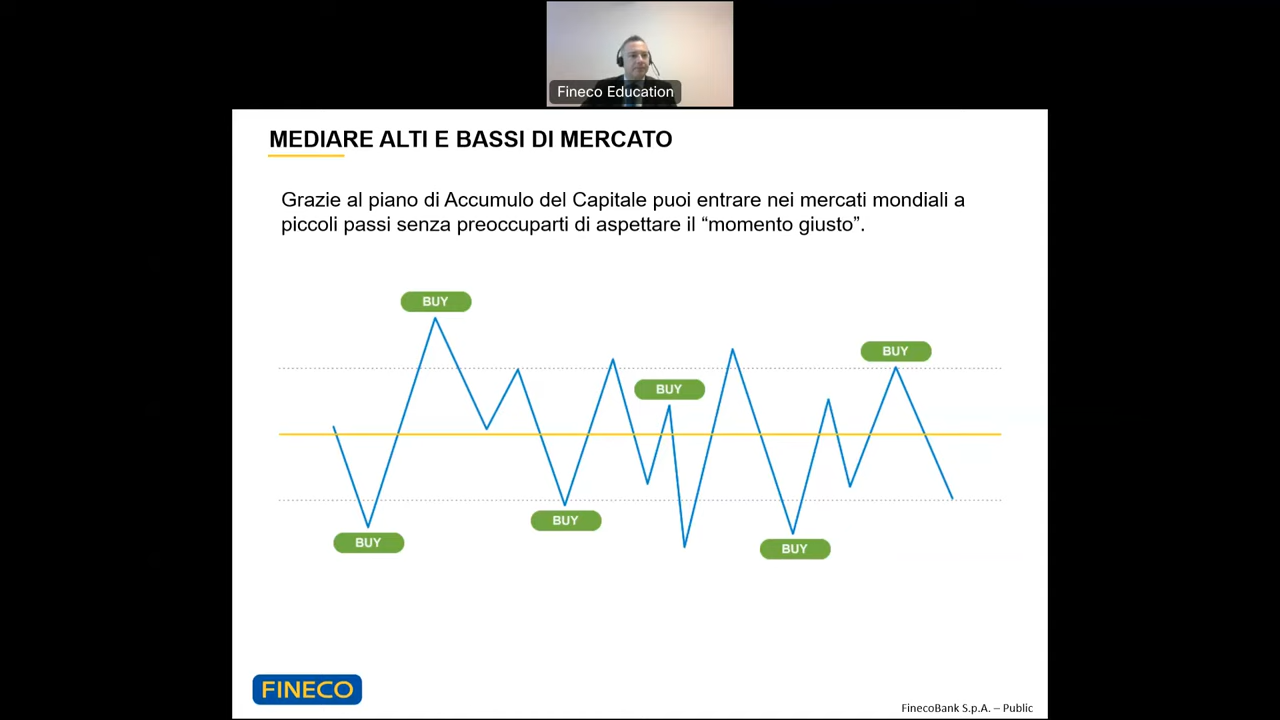 Fineco Education
MEDIARE ALTI E BASSI DI MERCATO
Grazie al piano di Accumulo del Capitale puoi entrare nei mercati mondiali a
piccoli passi senza preoccuparti di aspettare il “momento giusto”.
BUY
BUY
BUY
BUY
BUY
BUY
FINECO
FinecoBank S.p.A. – Public